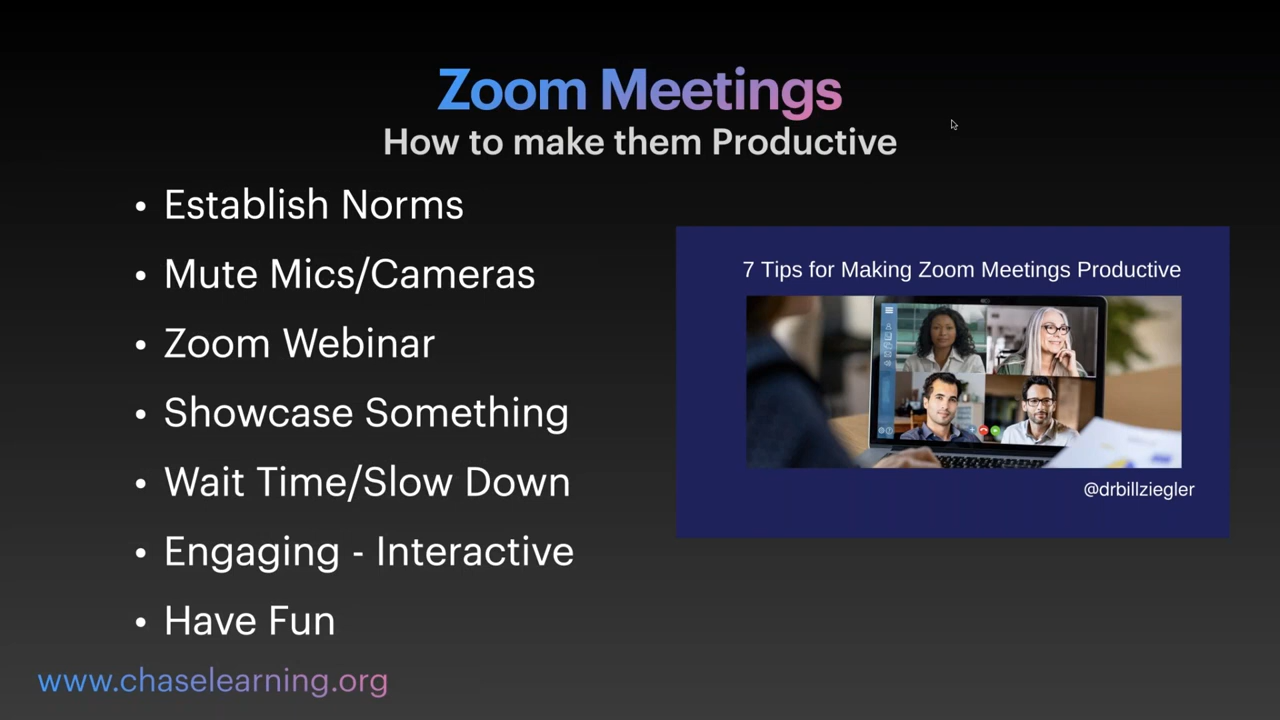 Zoom Meetings
How to make them Productive
• Establish Norms
• Mute Mics/Cameras
• Zoom Webinar
• Showcase Something
• Wait Time/Slow Down
• Engaging - Interactive
• Have Fun
7 Tips for Making Zoom Meetings Productive
@drbillziegler
www.chaselearning.org